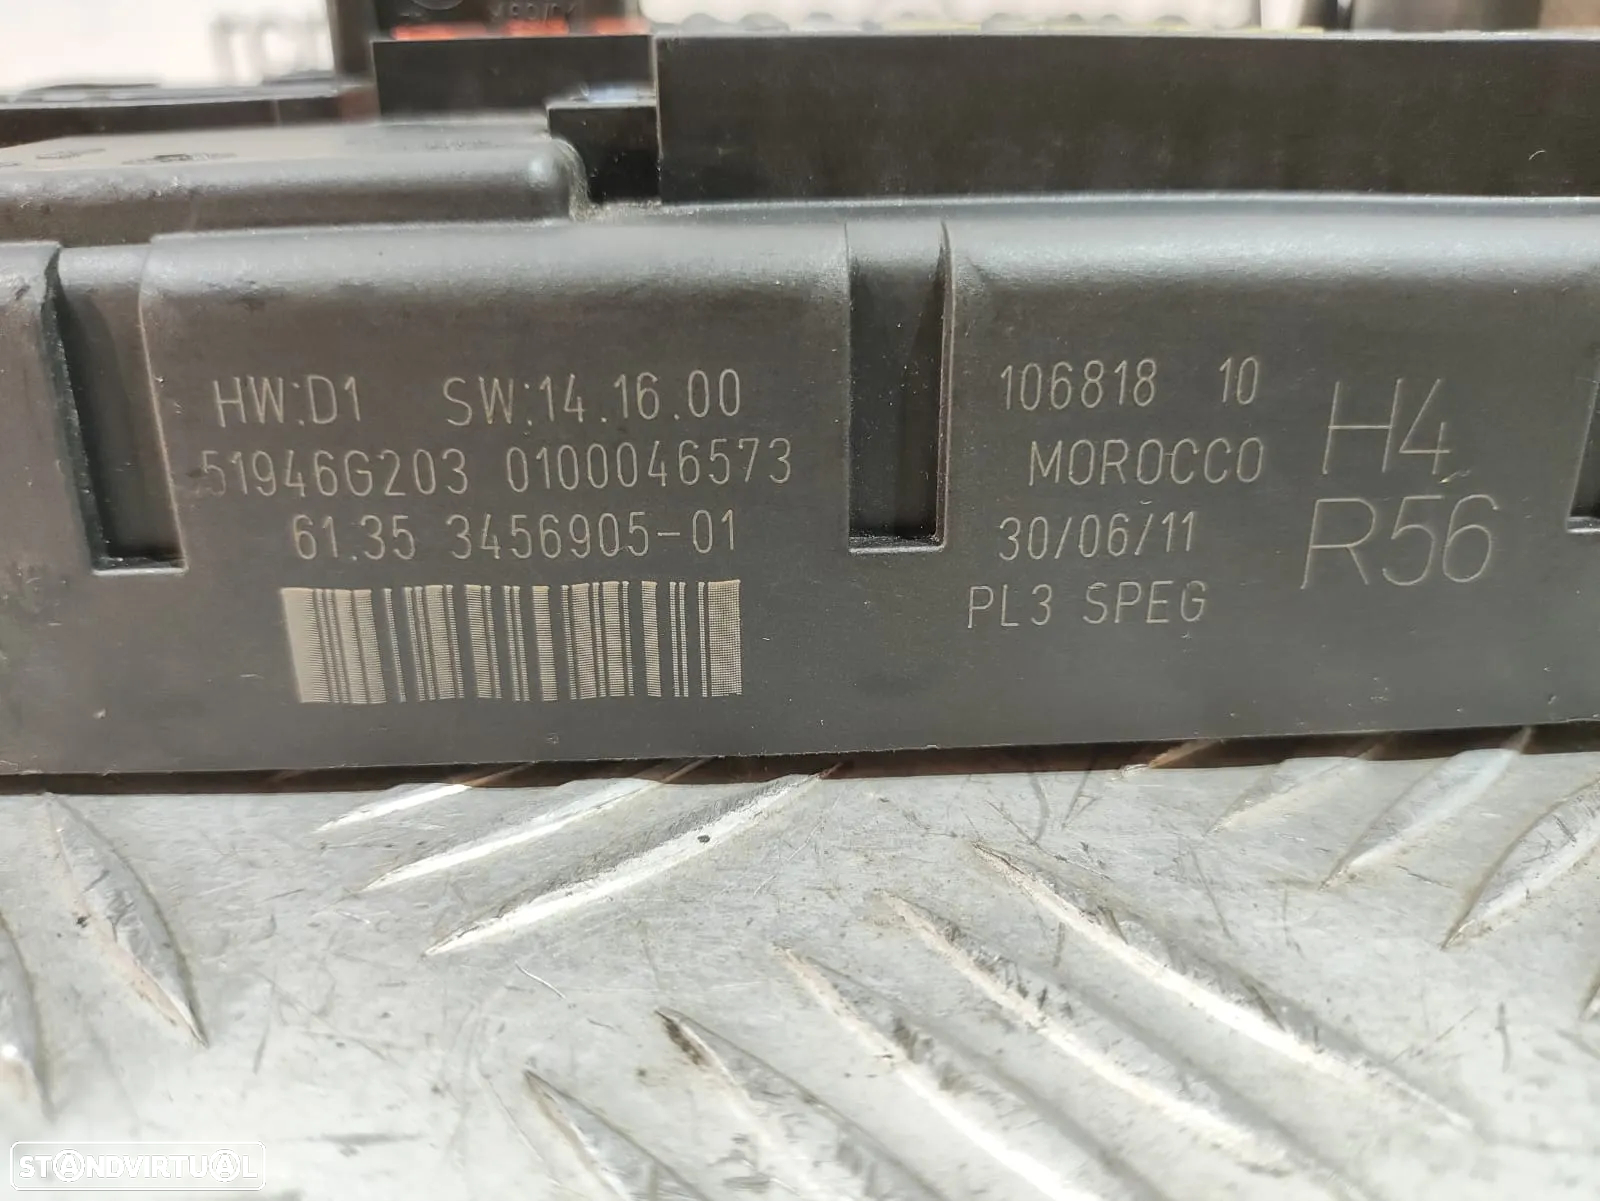 HW:D1 SW:14.16.00
51946G203 0100046573
61.35 3456905-01
106818 10
MOROCCO
30/06/11
PL3 SPEG
H4
R56
STANDVIRTUAL